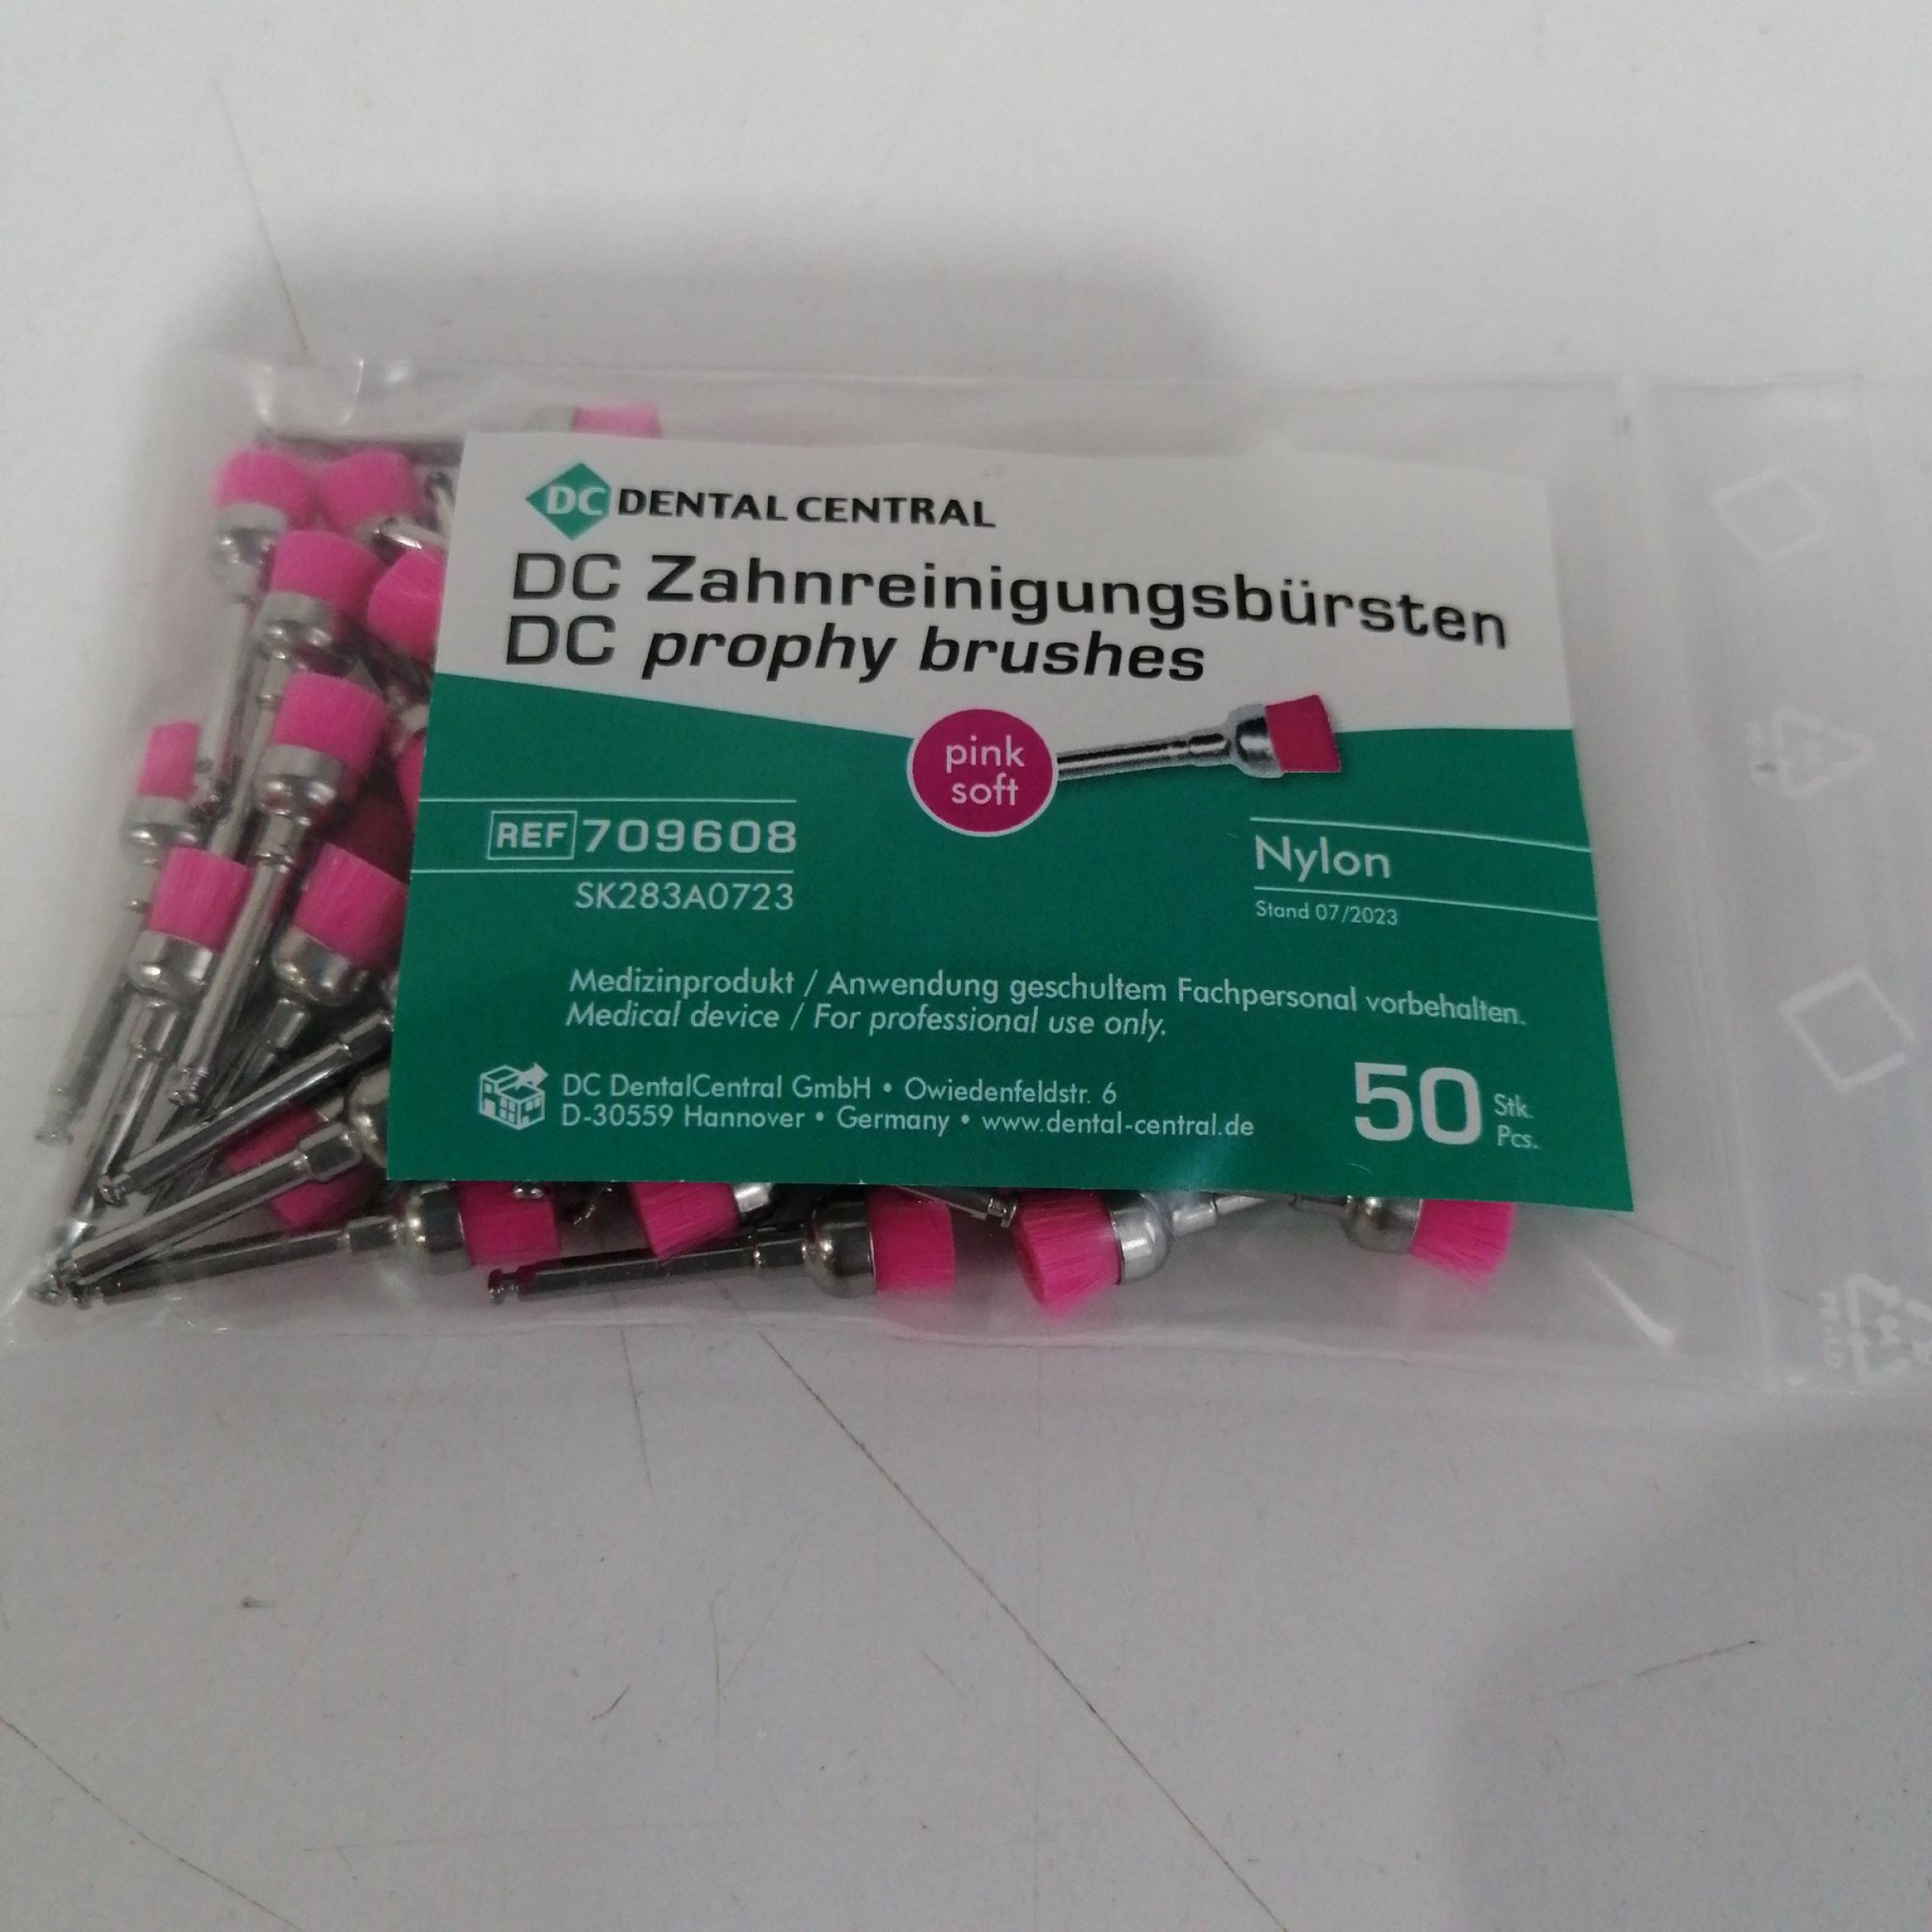 DC DENTAL CENTRAL
DC Zahnreinigungsbürsten
DC prophy brushes
pink
soft
REF 709608
SK283A0723
Nylon
Stand 07/2023
Medizinprodukt / Anwendung geschultem Fachpersonal vorbehalten.
Medical device / For professional use only.
DC DentalCentral GmbH • Owiedenfeldstr. 6
D-30559 Hannover • Germany • www.dental-central.de
50 Stk.
Pcs.